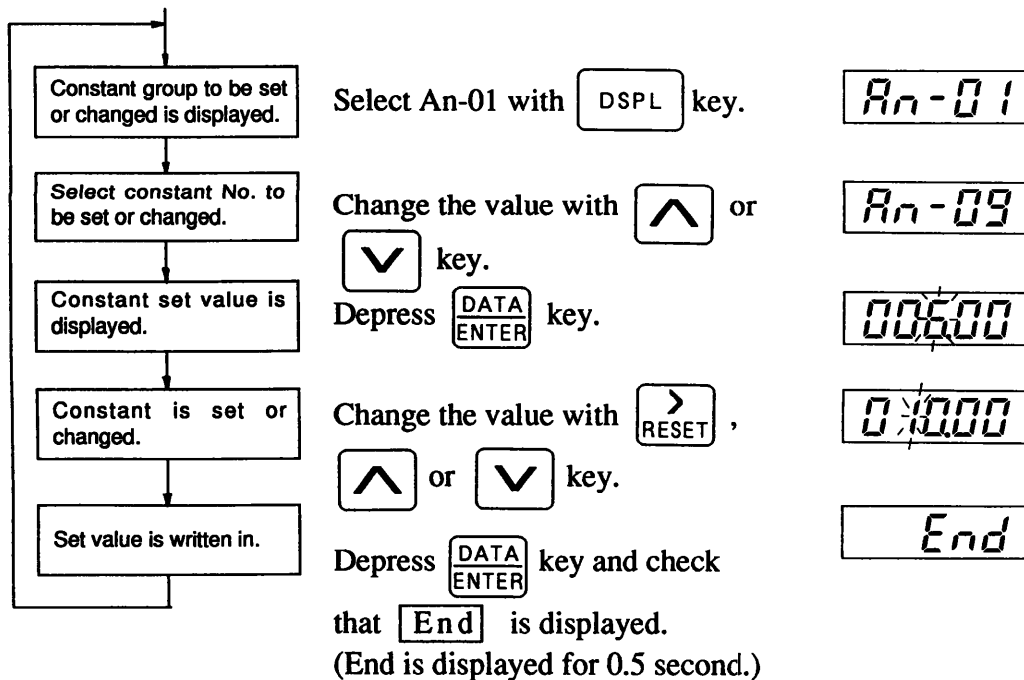 Constant group to be set
or changed is displayed.
Select An-01 with DSPL key.
An-01
Select constant No. to
be set or changed.
Change the value with ∧ or
∨ key.
An-09
Constant set value is
displayed.
Depress DATA
ENTER key.
006.00
Constant is set or
changed.
Change the value with >
RESET ,
∧ or ∨ key.
010.00
Set value is written in.
Depress DATA
ENTER key and check
that End is displayed.
(End is displayed for 0.5 second.)
End